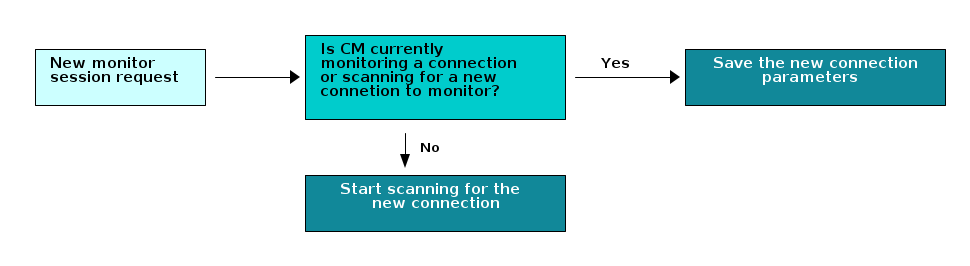 New monitor
session request
Is CM currently
monitoring a connection
or scanning for a new
connetion to monitor?
Yes
Save the new connection
parameters
No
Start scanning for the
new connection